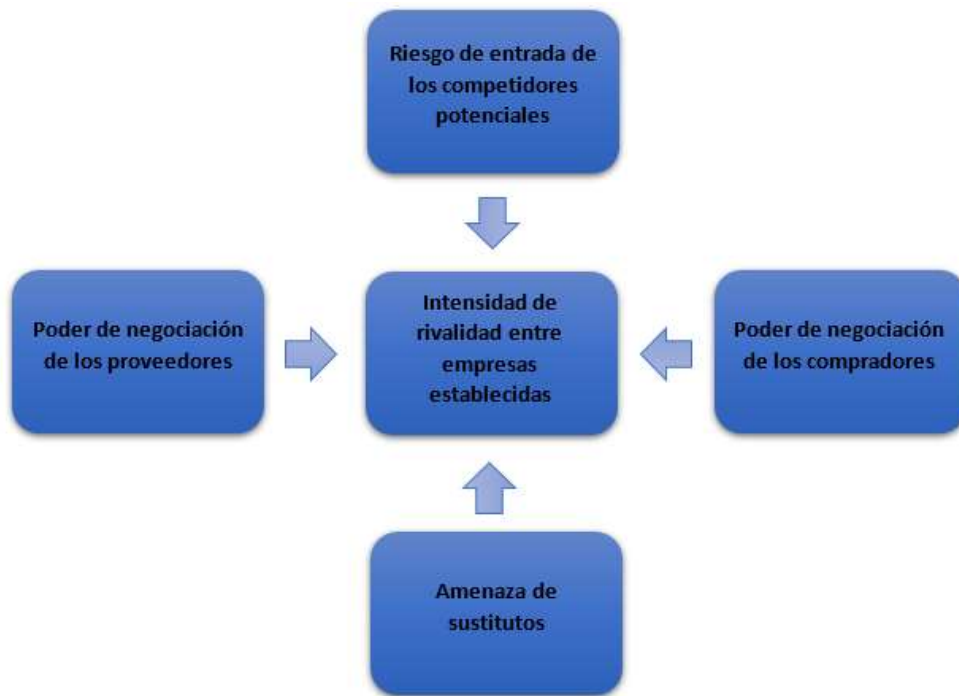 Riesgo de entrada de
los competidores
potenciales
Poder de negociación
de los proveedores
Intensidad de
rivalidad entre
empresas
establecidas
Poder de negociación
de los compradores
Amenaza de
sustitutos